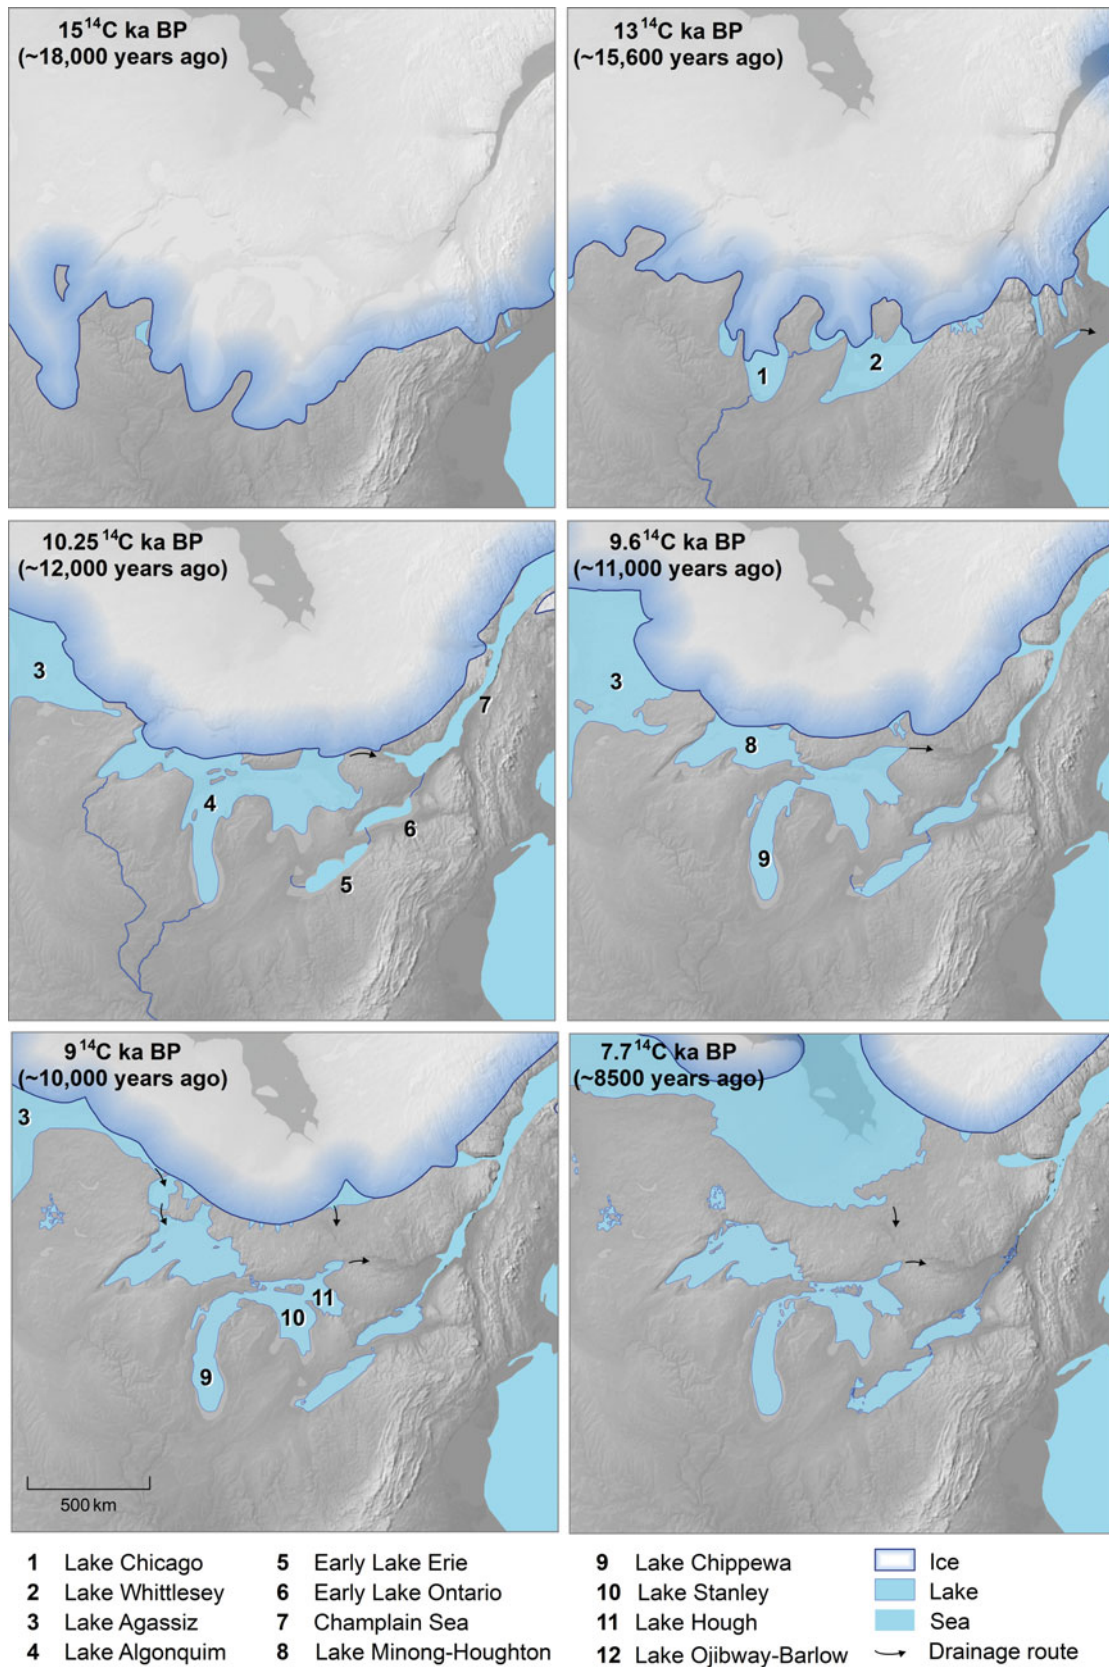 15 ¹⁴C ka BP
(~18,000 years ago)
13 ¹⁴C ka BP
(~15,600 years ago)
1
2
10.25 ¹⁴C ka BP
(~12,000 years ago)
3
4
5
6
7
9.6 ¹⁴C ka BP
(~11,000 years ago)
3
8
9
9 ¹⁴C ka BP
(~10,000 years ago)
3
11
10
9
500 km
7.7 ¹⁴C ka BP
(~8500 years ago)
1 Lake Chicago
2 Lake Whittlesey
3 Lake Agassiz
4 Lake Algonquim
5 Early Lake Erie
6 Early Lake Ontario
7 Champlain Sea
8 Lake Minong-Houghton
9 Lake Chippewa
10 Lake Stanley
11 Lake Hough
12 Lake Ojibway-Barlow
Ice
Lake
Sea
Drainage route